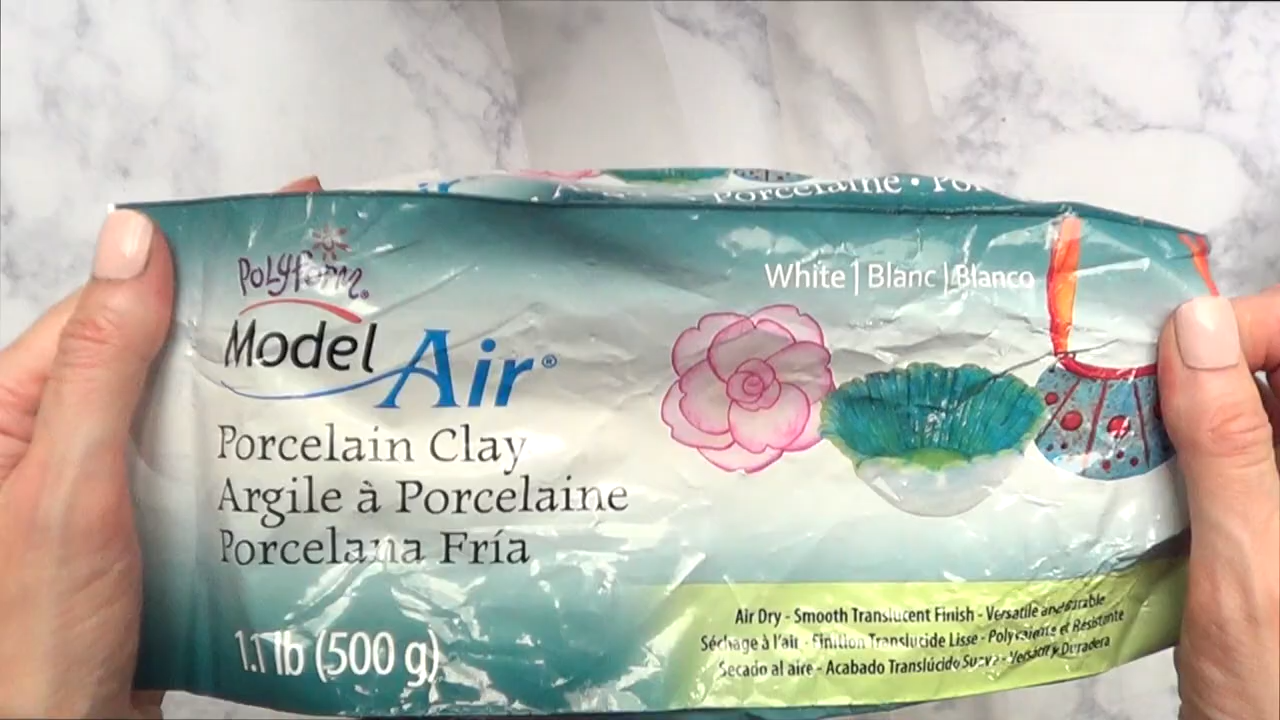 Porcelaine • Por
Polyform®
White | Blanc | Blanco
Model Air®
Porcelain Clay
Argile à Porcelaine
Porcelana Fría
1.1 lb (500 g)
Air Dry - Smooth Translucent Finish - Versatile and Durable
Séchage à l'air - Finition Translucide Lisse - Polyvalente et Résistante
Secado al aire - Acabado Translúcido Suave - Versátil y Duradera